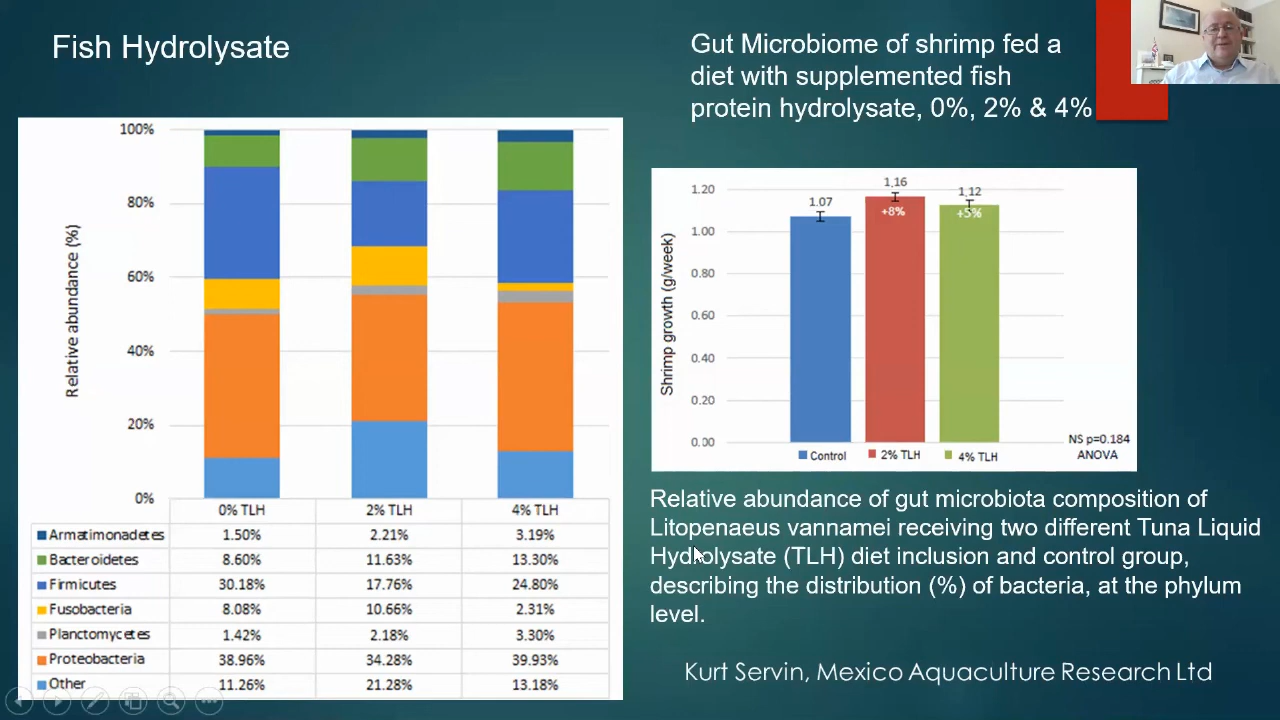 Fish Hydrolysate
Gut Microbiome of shrimp fed a
diet with supplemented fish
protein hydrolysate, 0%, 2% & 4%
100%
80%
60%
40%
20%
0%
Relative abundance (%)
0% TLH 2% TLH 4% TLH
Armatimonadetes 1.50% 2.21% 3.19%
Bacteroidetes 8.60% 11.63% 13.30%
Firmicutes 30.18% 17.76% 24.80%
Fusobacteria 8.08% 10.66% 2.31%
Planctomycetes 1.42% 2.18% 3.30%
Proteobacteria 38.96% 34.28% 39.93%
Other 11.26% 21.28% 13.18%
Shrimp growth (g/week)
1.20
1.00
0.80
0.60
0.40
0.20
0.00
1.07
1.16
1.12
+8%
+5%
NS p=0.184
ANOVA
Control 2% TLH 4% TLH
Relative abundance of gut microbiota composition of
Litopenaeus vannamei receiving two different Tuna Liquid
Hydrolysate (TLH) diet inclusion and control group,
describing the distribution (%) of bacteria, at the phylum
level.
Kurt Servin, Mexico Aquaculture Research Ltd